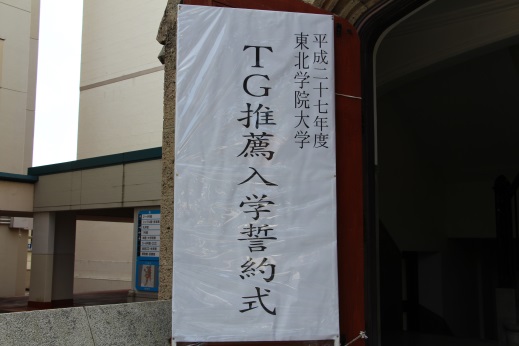 平成二十七年度
東北学院大学
TG推薦入学誓約式